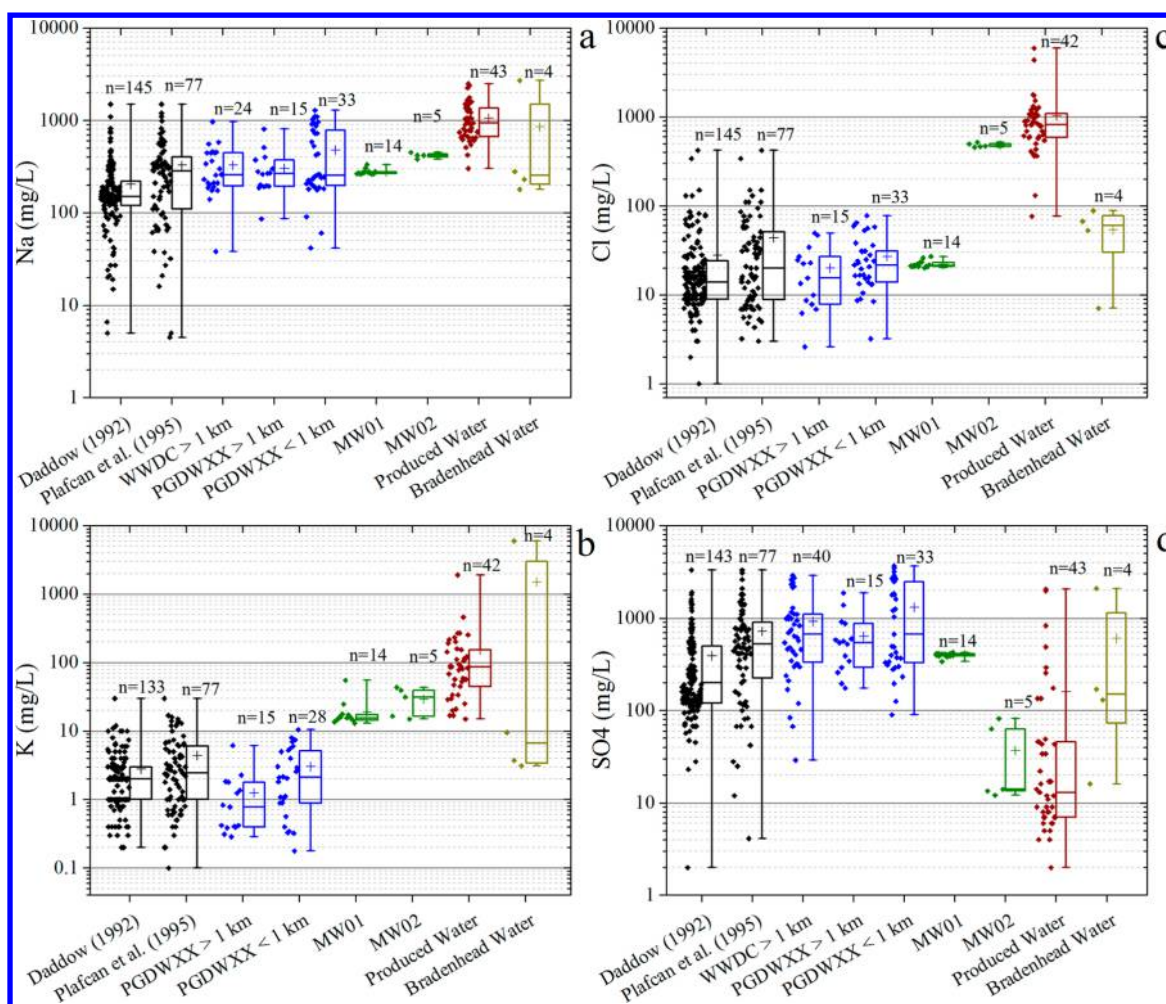 a
Na (mg/L)
10000
1000
100
10
1
n=145
n=77
n=24
n=15
n=33
n=14
n=5
n=43
n=4
Daddow (1992)
Plafcan et al. (1995)
WWDC > 1 km
PGDWXX > 1 km
PGDWXX < 1 km
MW01
MW02
Produced Water
Bradenhead Water
Cl (mg/L)
10000
1000
100
10
1
n=145
n=77
n=15
n=33
n=14
n=5
n=42
n=4
Daddow (1992)
Plafcan et al. (1995)
PGDWXX > 1 km
PGDWXX < 1 km
MW01
MW02
Produced Water
Bradenhead Water
b
K (mg/L)
10000
1000
100
10
1
0.1
n=133
n=77
n=15
n=28
n=14
n=5
n=42
n=4
Daddow (1992)
Plafcan et al. (1995)
PGDWXX > 1 km
PGDWXX < 1 km
MW01
MW02
Produced Water
Bradenhead Water
SO4 (mg/L)
10000
1000
100
10
1
n=143
n=77
n=40
n=15
n=33
n=14
n=5
n=43
n=4
Daddow (1992)
Plafcan et al. (1995)
WWDC > 1 km
PGDWXX > 1 km
PGDWXX < 1 km
MW01
MW02
Produced Water
Bradenhead Water